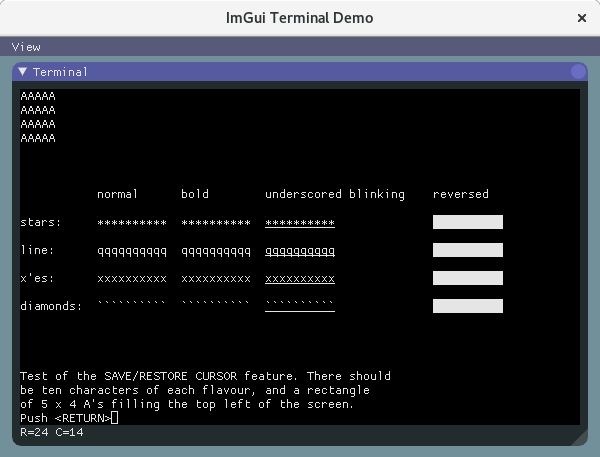 ImGui Terminal Demo
View
Terminal
AAAAA
AAAAA
AAAAA
AAAAA
normal bold underscored blinking reversed
stars: ********** ********** **********
line: qqqqqqqqqq qqqqqqqqqq qqqqqqqqqq
x'es: xxxxxxxxxx xxxxxxxxxx xxxxxxxxxx
diamonds: `````````` `````````` ``````````
Test of the SAVE/RESTORE CURSOR feature. There should
be ten characters of each flavour, and a rectangle
of 5 x 4 A's filling the top left of the screen.
Push <RETURN>
R=24 C=14